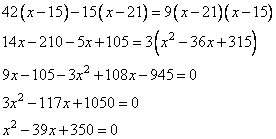 42(x-15)-15(x-21)=9(x-21)(x-15)
14x-210-5x+105=3(x²-36x+315)
9x-105-3x²+108x-945=0
3x²-117x+1050=0
x²-39x+350=0